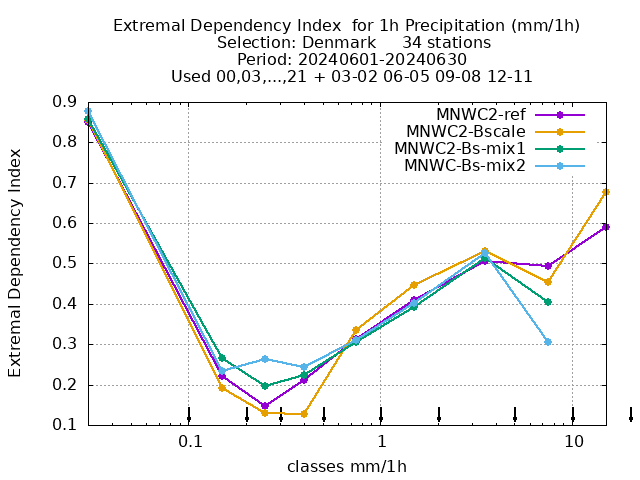 Extremal Dependency Index  for 1h Precipitation (mm/1h)
Selection: Denmark     34 stations
Period: 20240601-20240630
Used 00,03,...,21 + 03-02 06-05 09-08 12-11
MNWC2-ref
MNWC2-Bscale
MNWC2-Bs-mix1
MNWC-Bs-mix2
Extremal Dependency Index
0.9
0.8
0.7
0.6
0.5
0.4
0.3
0.2
0.1
0.1 1 10
classes mm/1h